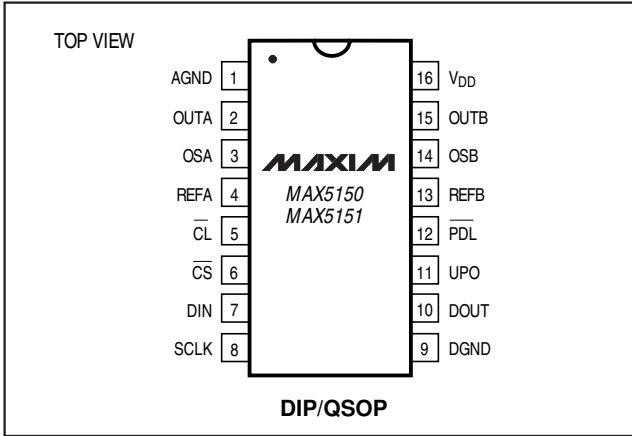 TOP VIEW
AGND 1 16 VDD
OUTA 2 15 OUTB
OSA 3 14 OSB
MAXIM
REFA 4 13 REFB
MAX5150
MAX5151
CL 5 12 PDL
CS 6 11 UPO
DIN 7 10 DOUT
SCLK 8 9 DGND
DIP/QSOP